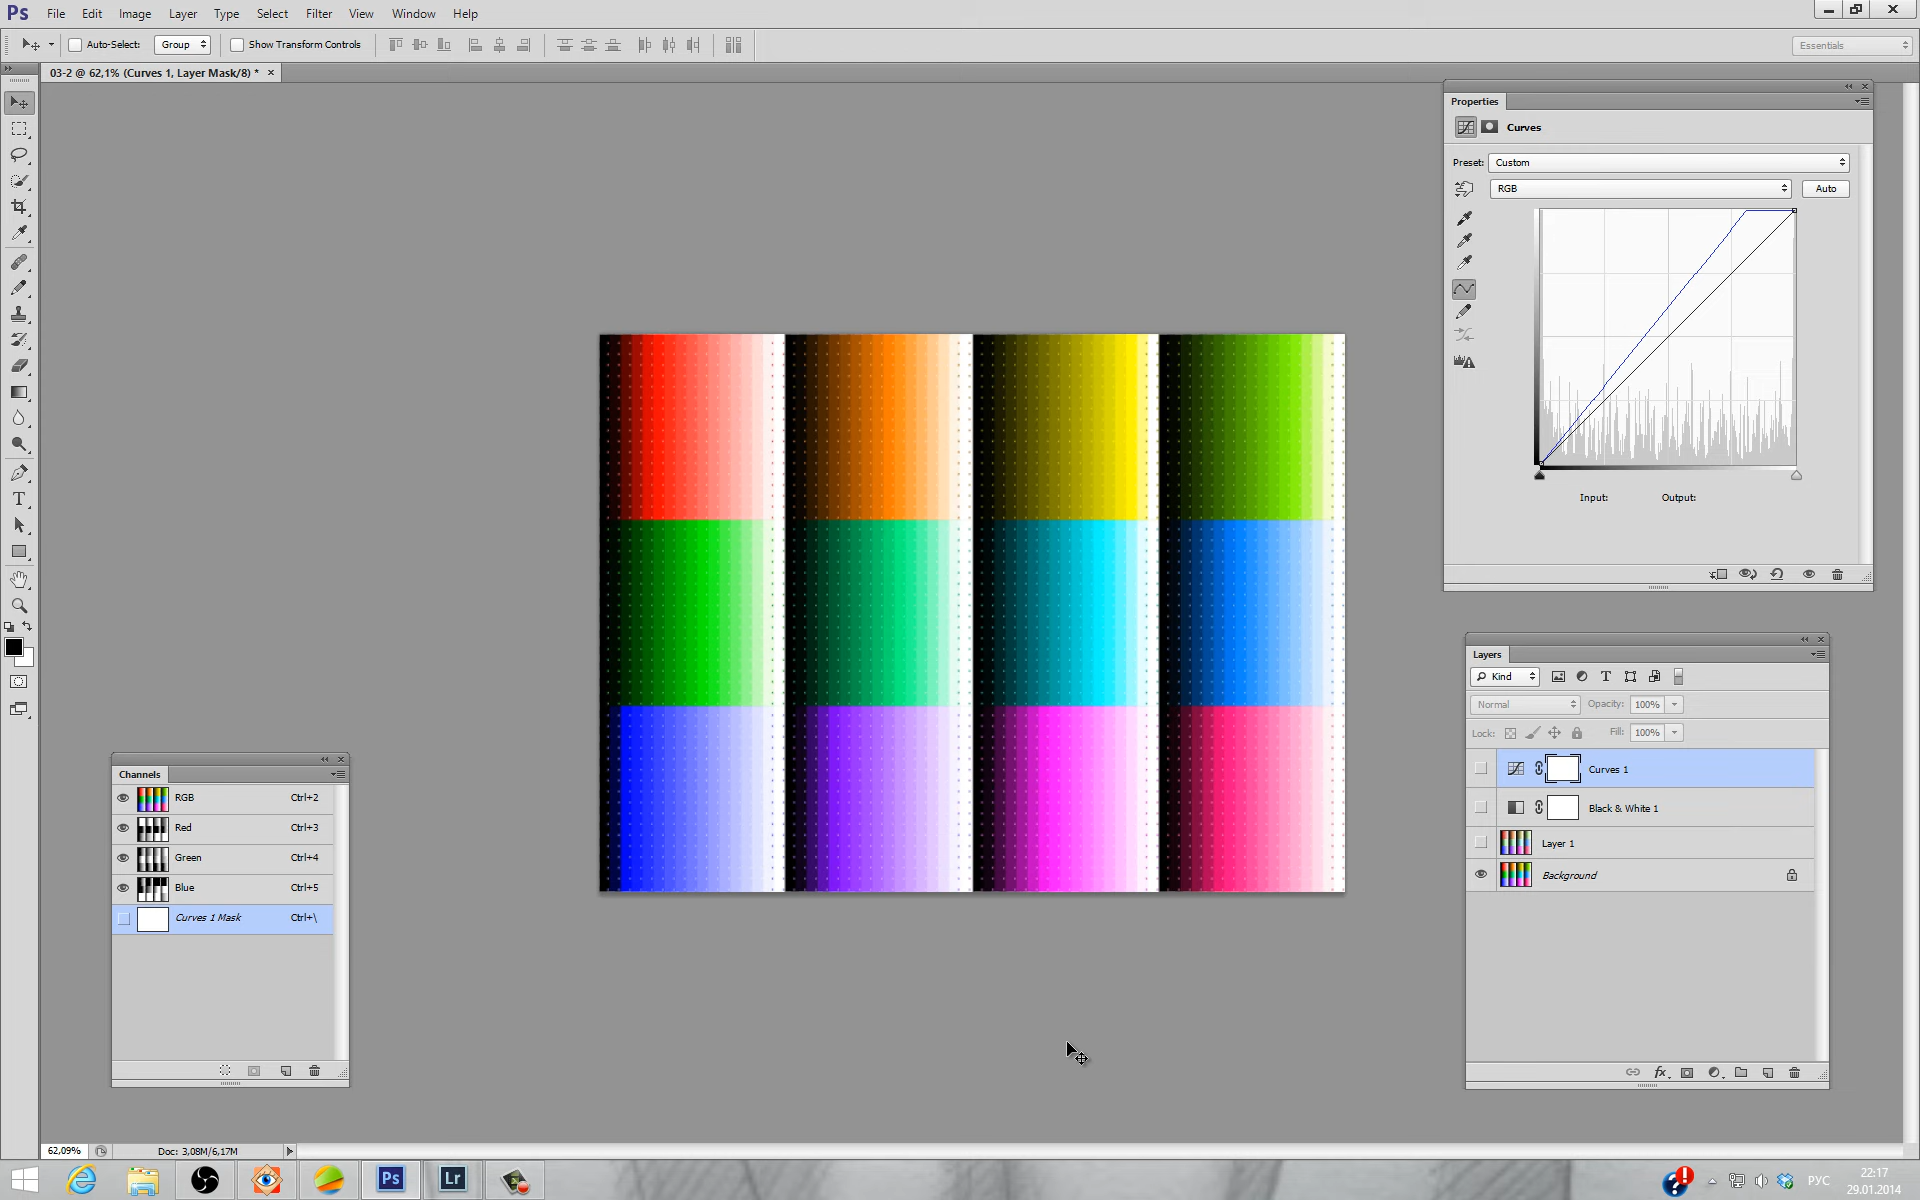 Ps File Edit Image Layer Type Select Filter View Window Help
Auto-Select: Group Show Transform Controls Essentials
03-2 @ 62,1% (Curves 1, Layer Mask/8) * ×
Properties
Curves
Preset: Custom
RGB Auto
Input: Output:
Layers
Kind
Normal Opacity: 100%
Lock: Fill: 100%
Curves 1
Black & White 1
Layer 1
Background
Channels
RGB Ctrl+2
Red Ctrl+3
Green Ctrl+4
Blue Ctrl+5
Curves 1 Mask Ctrl+\
62,09% Doc: 3,08M/6,17M
Ps Lr
РУС
22:17
29.01.2014